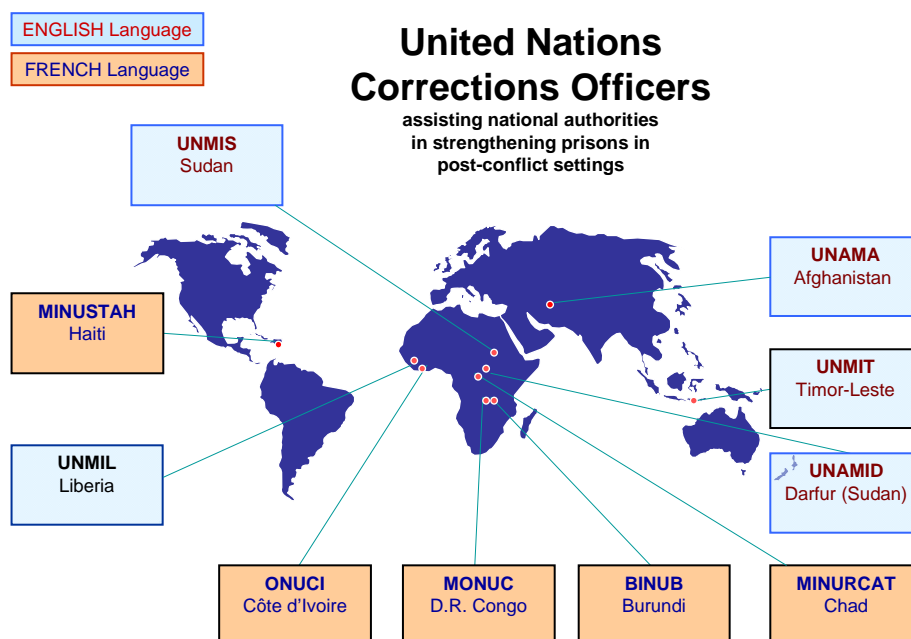 ENGLISH Language
FRENCH Language
United Nations
Corrections Officers
assisting national authorities
in strengthening prisons in
post-conflict settings
UNMIS
Sudan
UNAMA
Afghanistan
MINUSTAH
Haiti
UNMIT
Timor-Leste
UNMIL
Liberia
UNAMID
Darfur (Sudan)
ONUCI
Côte d’Ivoire
MONUC
D.R. Congo
BINUB
Burundi
MINURCAT
Chad